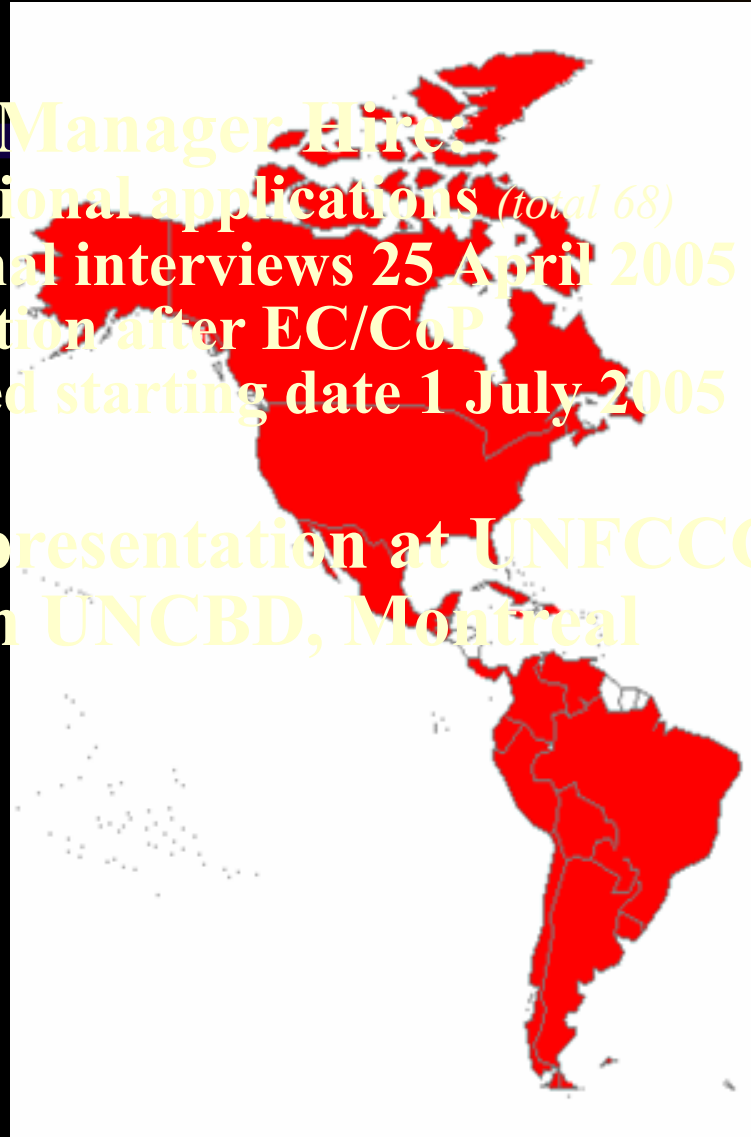 Manager Hire:
ional applications (total 68)
nal interviews 25 April 2005
tion after EC/CoP
ed starting date 1 July 2005
presentation at UNFCCC
n UNCBD, Montreal